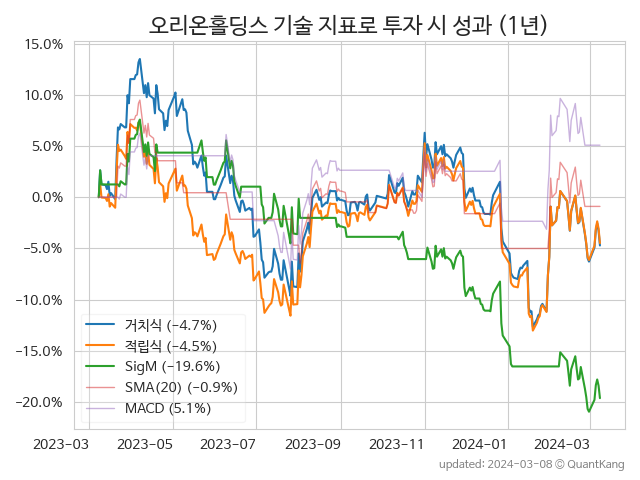 오리온홀딩스 기술 지표로 투자 시 성과 (1년)
15.0%
10.0%
5.0%
0.0%
−5.0%
−10.0%
−15.0%
−20.0%
거치식 (−4.7%)
적립식 (−4.5%)
SigM (−19.6%)
SMA(20) (−0.9%)
MACD (5.1%)
2023−03 2023−05 2023−07 2023−09 2023−11 2024−01 2024−03
updated: 2024−03−08 ⓒ QuantKang